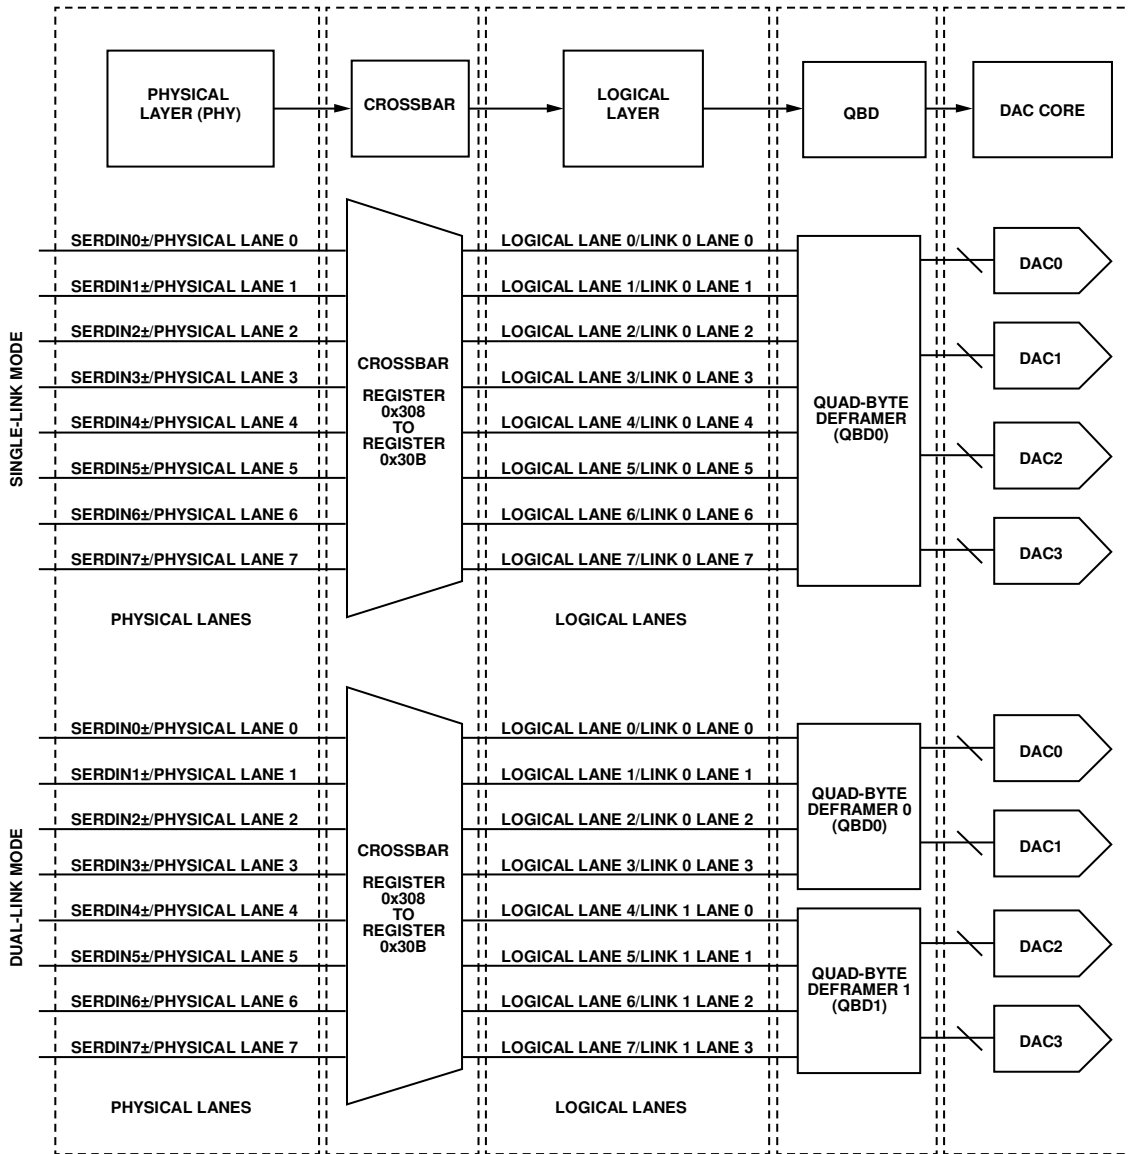 PHYSICAL
LAYER (PHY)
CROSSBAR
LOGICAL
LAYER
QBD
DAC CORE
SINGLE-LINK MODE
SERDIN0±/PHYSICAL LANE 0
SERDIN1±/PHYSICAL LANE 1
SERDIN2±/PHYSICAL LANE 2
SERDIN3±/PHYSICAL LANE 3
SERDIN4±/PHYSICAL LANE 4
SERDIN5±/PHYSICAL LANE 5
SERDIN6±/PHYSICAL LANE 6
SERDIN7±/PHYSICAL LANE 7
PHYSICAL LANES
CROSSBAR
REGISTER
0x308
TO
REGISTER
0x30B
LOGICAL LANE 0/LINK 0 LANE 0
LOGICAL LANE 1/LINK 0 LANE 1
LOGICAL LANE 2/LINK 0 LANE 2
LOGICAL LANE 3/LINK 0 LANE 3
LOGICAL LANE 4/LINK 0 LANE 4
LOGICAL LANE 5/LINK 0 LANE 5
LOGICAL LANE 6/LINK 0 LANE 6
LOGICAL LANE 7/LINK 0 LANE 7
LOGICAL LANES
QUAD-BYTE
DEFRAMER
(QBD0)
DAC0
DAC1
DAC2
DAC3
DUAL-LINK MODE
SERDIN0±/PHYSICAL LANE 0
SERDIN1±/PHYSICAL LANE 1
SERDIN2±/PHYSICAL LANE 2
SERDIN3±/PHYSICAL LANE 3
SERDIN4±/PHYSICAL LANE 4
SERDIN5±/PHYSICAL LANE 5
SERDIN6±/PHYSICAL LANE 6
SERDIN7±/PHYSICAL LANE 7
PHYSICAL LANES
CROSSBAR
REGISTER
0x308
TO
REGISTER
0x30B
LOGICAL LANE 0/LINK 0 LANE 0
LOGICAL LANE 1/LINK 0 LANE 1
LOGICAL LANE 2/LINK 0 LANE 2
LOGICAL LANE 3/LINK 0 LANE 3
LOGICAL LANE 4/LINK 1 LANE 0
LOGICAL LANE 5/LINK 1 LANE 1
LOGICAL LANE 6/LINK 1 LANE 2
LOGICAL LANE 7/LINK 1 LANE 3
LOGICAL LANES
QUAD-BYTE
DEFRAMER 0
(QBD0)
QUAD-BYTE
DEFRAMER 1
(QBD1)
DAC0
DAC1
DAC2
DAC3